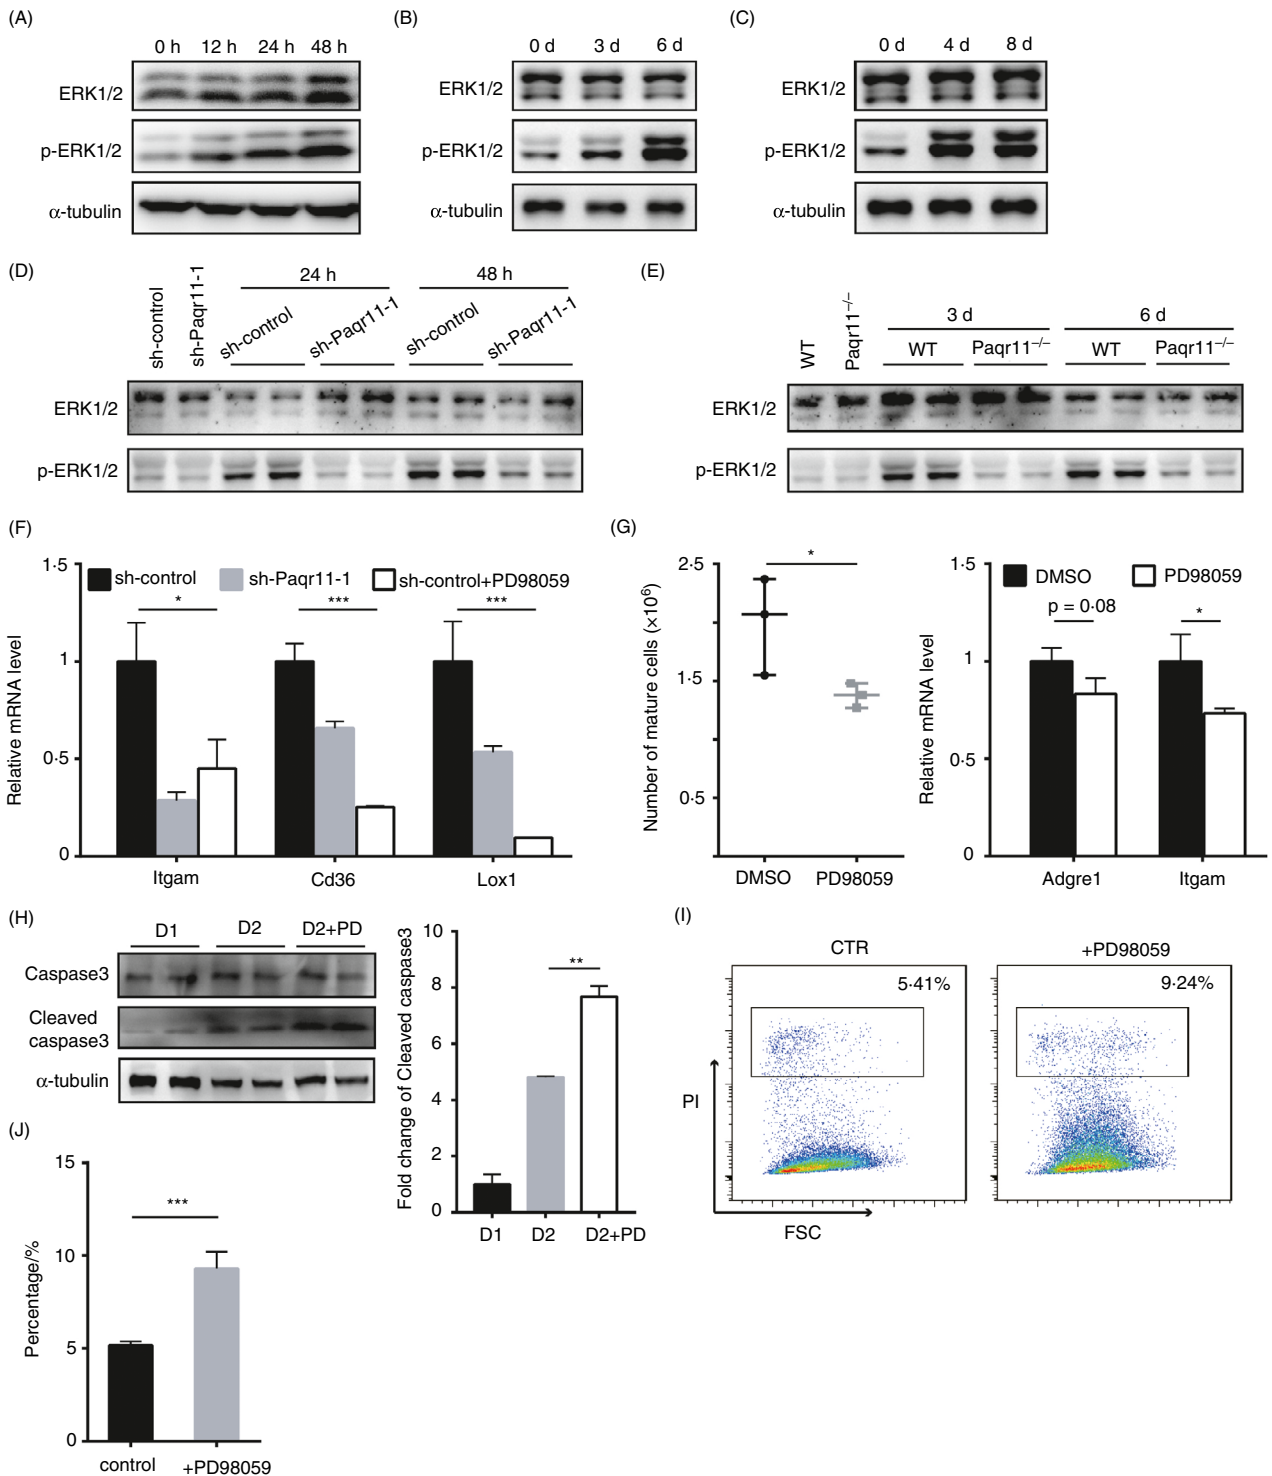 (A)
0 h 12 h 24 h 48 h
ERK1/2
p-ERK1/2
α-tubulin
(B)
0 d 3 d 6 d
ERK1/2
p-ERK1/2
α-tubulin
(C)
0 d 4 d 8 d
ERK1/2
p-ERK1/2
α-tubulin
(D)
24 h 48 h
sh-control sh-Paqr11-1 sh-control sh-Paqr11-1 sh-control sh-Paqr11-1
ERK1/2
p-ERK1/2
(E)
3 d 6 d
WT Paqr11–/– WT Paqr11–/– WT Paqr11–/–
ERK1/2
p-ERK1/2
(F)
sh-control sh-Paqr11-1 sh-control+PD98059
Relative mRNA level
1·5
1
0·5
0
* *** ***
Itgam Cd36 Lox1
(G)
Number of mature cells (×10⁶)
2·5
1·5
0·5
*
DMSO PD98059
DMSO PD98059
Relative mRNA level
1·5
1
0·5
0
p = 0·08
*
Adgre1 Itgam
(H)
D1 D2 D2+PD
Caspase3
Cleaved
caspase3
α-tubulin
Fold change of Cleaved caspase3
10
8
6
4
2
0
**
D1 D2 D2+PD
(I)
CTR +PD98059
5·41% 9·24%
PI
FSC
(J)
Percentage/%
15
10
5
0
***
control +PD98059